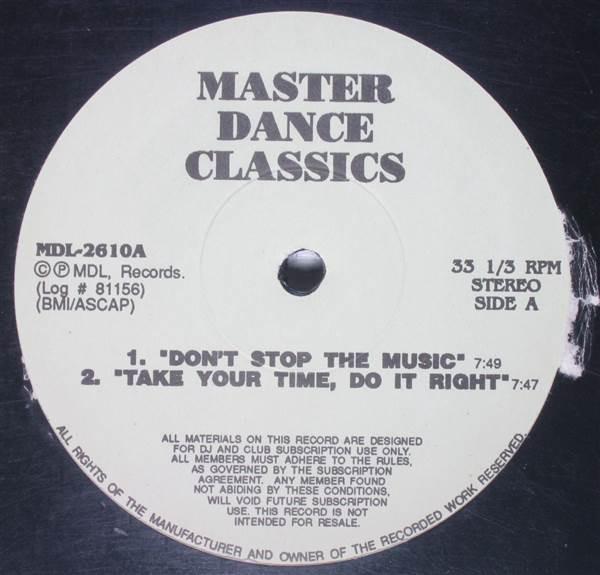 MASTER
DANCE
CLASSICS
MDL-2610A
©℗ MDL, Records.
(Log # 81156)
(BMI/ASCAP)
33 1/3 RPM
STEREO
SIDE A
1. "DON'T STOP THE MUSIC" 7:49
2. "TAKE YOUR TIME, DO IT RIGHT" 7:47
ALL MATERIALS ON THIS RECORD ARE DESIGNED
FOR DJ AND CLUB SUBSCRIPTION USE ONLY.
ALL MEMBERS MUST ADHERE TO THE RULES,
AS GOVERNED BY THE SUBSCRIPTION
AGREEMENT. ANY MEMBER FOUND
NOT ABIDING BY THESE CONDITIONS,
WILL VOID FUTURE SUBSCRIPTION
USE. THIS RECORD IS NOT
INTENDED FOR RESALE.
ALL RIGHTS OF THE MANUFACTURER AND OWNER OF THE RECORDED WORK RESERVED.